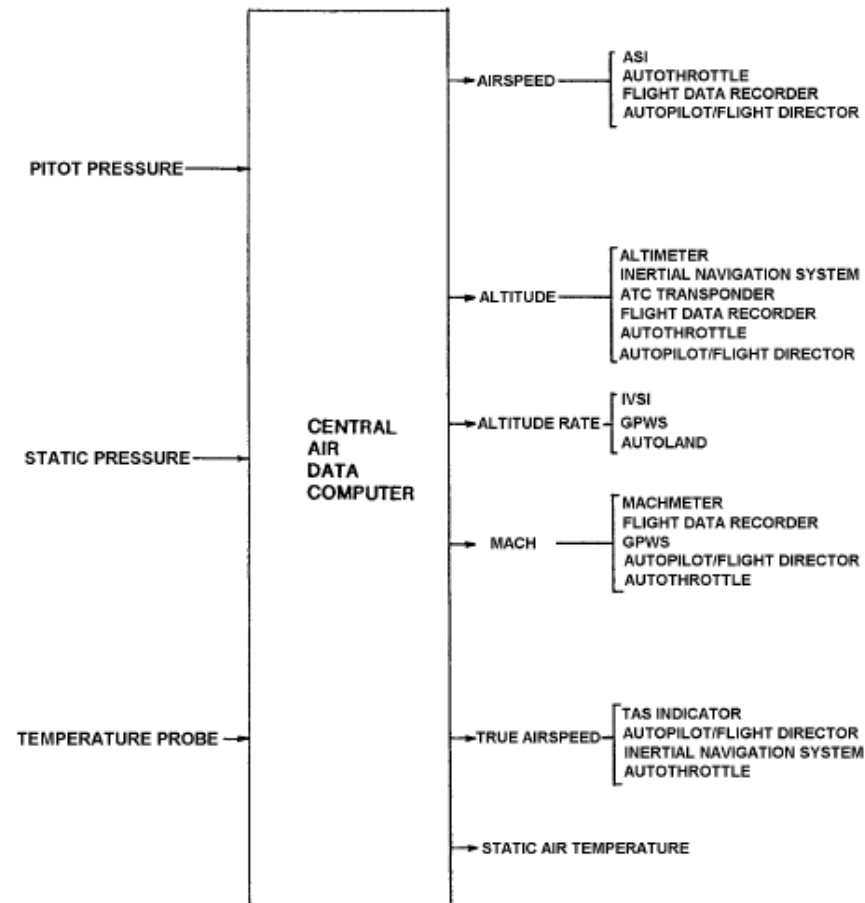 PITOT PRESSURE
STATIC PRESSURE
TEMPERATURE PROBE
CENTRAL
AIR
DATA
COMPUTER
AIRSPEED
ASI
AUTOTHROTTLE
FLIGHT DATA RECORDER
AUTOPILOT/FLIGHT DIRECTOR
ALTITUDE
ALTIMETER
INERTIAL NAVIGATION SYSTEM
ATC TRANSPONDER
FLIGHT DATA RECORDER
AUTOTHROTTLE
AUTOPILOT/FLIGHT DIRECTOR
ALTITUDE RATE
IVSI
GPWS
AUTOLAND
MACH
MACHMETER
FLIGHT DATA RECORDER
GPWS
AUTOPILOT/FLIGHT DIRECTOR
AUTOTHROTTLE
TRUE AIRSPEED
TAS INDICATOR
AUTOPILOT/FLIGHT DIRECTOR
INERTIAL NAVIGATION SYSTEM
AUTOTHROTTLE
STATIC AIR TEMPERATURE